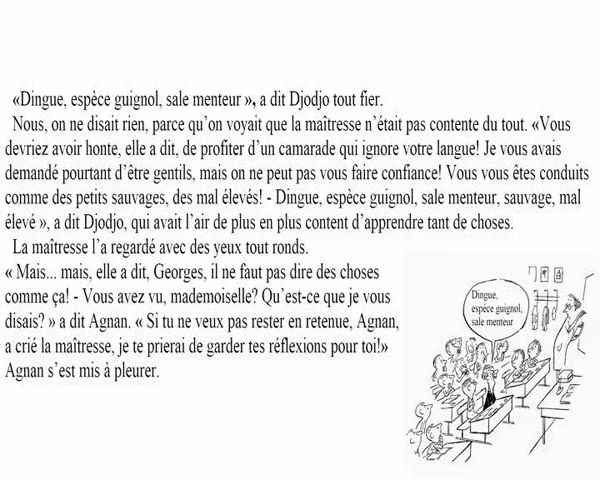 «Dingue, espèce guignol, sale menteur », a dit Djodjo tout fier.
Nous, on ne disait rien, parce qu’on voyait que la maîtresse n’était pas contente du tout. «Vous
devriez avoir honte, elle a dit, de profiter d’un camarade qui ignore votre langue! Je vous avais
demandé pourtant d’être gentils, mais on ne peut pas vous faire confiance! Vous vous êtes conduits
comme des petits sauvages, des mal élevés! - Dingue, espèce guignol, sale menteur, sauvage, mal
élevé », a dit Djodjo, qui avait l’air de plus en plus content d’apprendre tant de choses.
La maîtresse l’a regardé avec des yeux tout ronds.
« Mais... mais, elle a dit, Georges, il ne faut pas dire des choses
comme ça! - Vous avez vu, mademoiselle? Qu’est-ce que je vous
disais? » a dit Agnan. « Si tu ne veux pas rester en retenue, Agnan,
a crié la maîtresse, je te prierai de garder tes réflexions pour toi!»
Agnan s’est mis à pleurer.
Dingue,
espèce guignol,
sale menteur